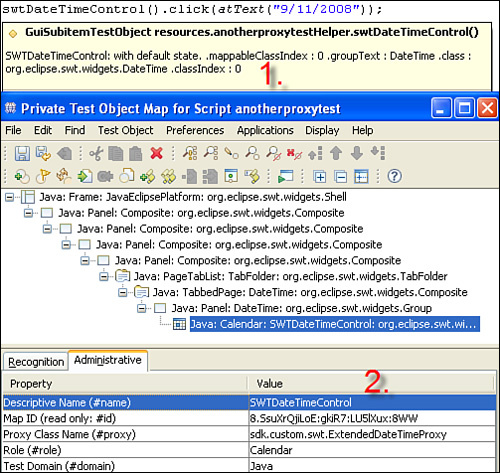 swtDateTimeControl().click(atText("9/11/2008"));
GuiSubitemTestObject resources.anotherproxytestHelper.swtDateTimeControl()
SWTDateTimeControl: with default state. .mappableClassIndex : 0 .groupText : DateTime .class :
org.eclipse.swt.widgets.DateTime .classIndex : 0
1.
Private Test Object Map for Script anotherproxytest
File Edit Find Test Object Preferences Applications Display Help
Java: Frame: JavaEclipsePlatform: org.eclipse.swt.widgets.Shell
Java: Panel: Composite: org.eclipse.swt.widgets.Composite
Java: Panel: Composite: org.eclipse.swt.widgets.Composite
Java: Panel: Composite: org.eclipse.swt.widgets.Composite
Java: Panel: Composite: org.eclipse.swt.widgets.Composite
Java: PageTabList: TabFolder: org.eclipse.swt.widgets.TabFolder
Java: TabbedPage: DateTime: org.eclipse.swt.widgets.Composite
Java: Panel: DateTime: org.eclipse.swt.widgets.Group
Java: Calendar: SWTDateTimeControl: org.eclipse.swt.wi...
Recognition Administrative
2.
Property Value
Descriptive Name (#name) SWTDateTimeControl
Map ID (read only: #id) 8.5suXrQjiLoE:gkiR7:LU5lXux:8WW
Proxy Class Name (#proxy) sdk.custom.swt.ExtendedDateTimeProxy
Role (#role) Calendar
Test Domain (#domain) Java